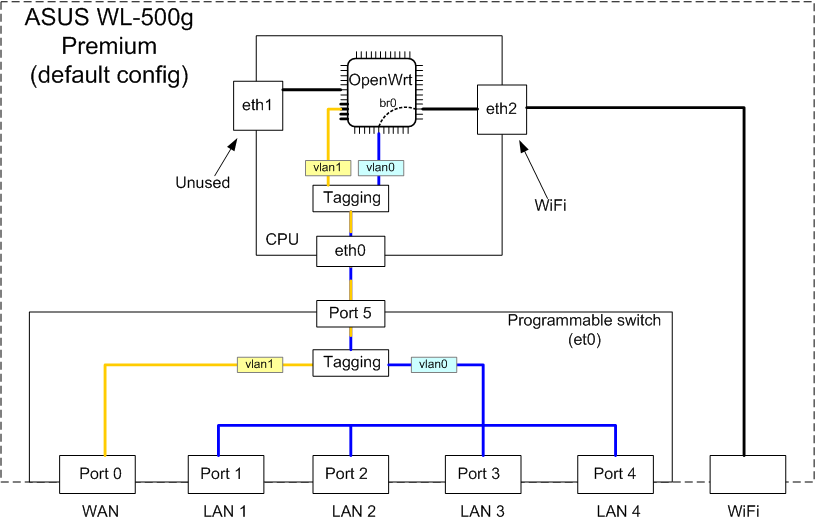 ASUS WL-500g
Premium
(default config)
OpenWrt
eth1
br0
eth2
vlan1
vlan0
Unused
Tagging
WiFi
CPU
eth0
Port 5
Programmable switch
(et0)
Tagging
vlan1
vlan0
Port 0
Port 1
Port 2
Port 3
Port 4
WAN
LAN 1
LAN 2
LAN 3
LAN 4
WiFi